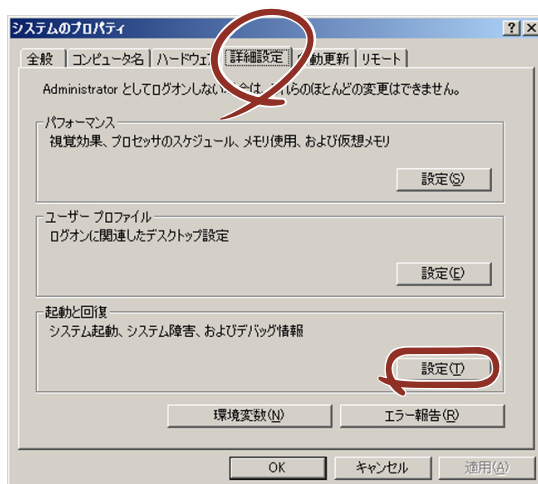 システムのプロパティ
全般 コンピュータ名 ハードウェア 詳細設定 動更新 リモート
Administrator としてログオンしない 合は、 れらのほとんどの変更はできません。
パフォーマンス
視覚効果、プロセッサのスケジュール、メモリ使用、および仮想メモリ
設定(S)
ユーザー プロファイル
ログオンに関連したデスクトップ設定
設定(E)
起動と回復
システム起動、システム障害、およびデバッグ情報
設定(T)
環境変数(N) エラー報告(R)
OK キャンセル 適用(A)